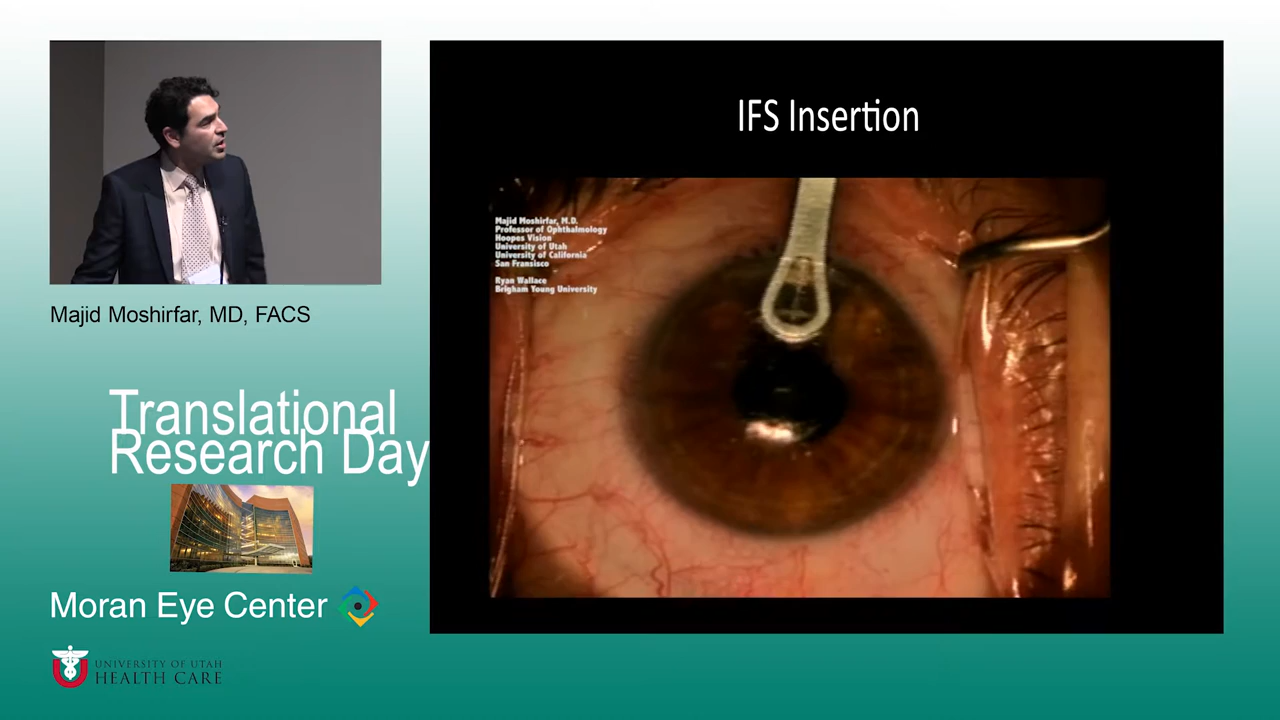 IFS Insertion
Majid Moshirfar, M.D.
Professor of Ophthalmology
Hoopes Vision
University of Utah
University of California
San Fransisco
Ryan Wallace
Brigham Young University
Majid Moshirfar, MD, FACS
Translational
Research Day
Moran Eye Center
UNIVERSITY OF UTAH
HEALTH CARE